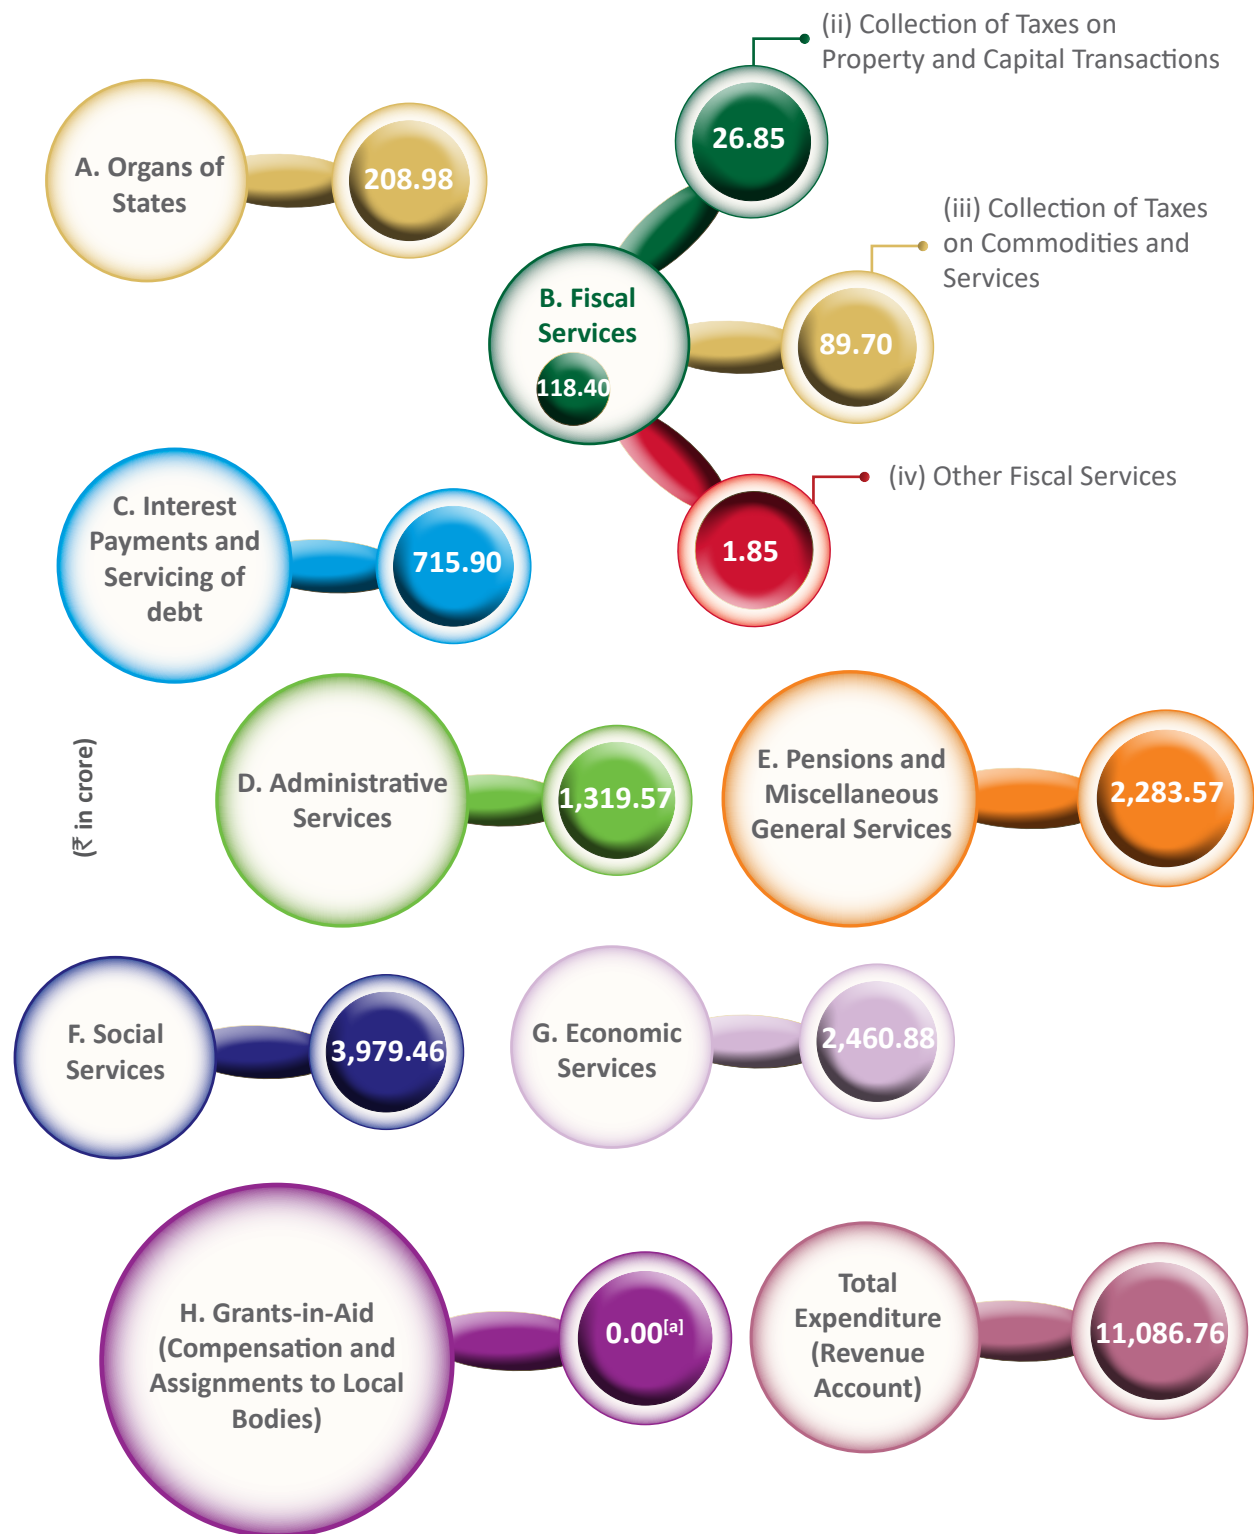 (ii) Collection of Taxes on
Property and Capital Transactions
26.85
A. Organs of
States
208.98
(iii) Collection of Taxes
on Commodities and
Services
89.70
B. Fiscal
Services
118.40
(iv) Other Fiscal Services
1.85
C. Interest
Payments and
Servicing of
debt
715.90
(₹ in crore)
D. Administrative
Services
1,319.57
E. Pensions and
Miscellaneous
General Services
2,283.57
F. Social
Services
3,979.46
G. Economic
Services
2,460.88
H. Grants-in-Aid
(Compensation and
Assignments to Local
Bodies)
0.00[a]
Total
Expenditure
(Revenue
Account)
11,086.76